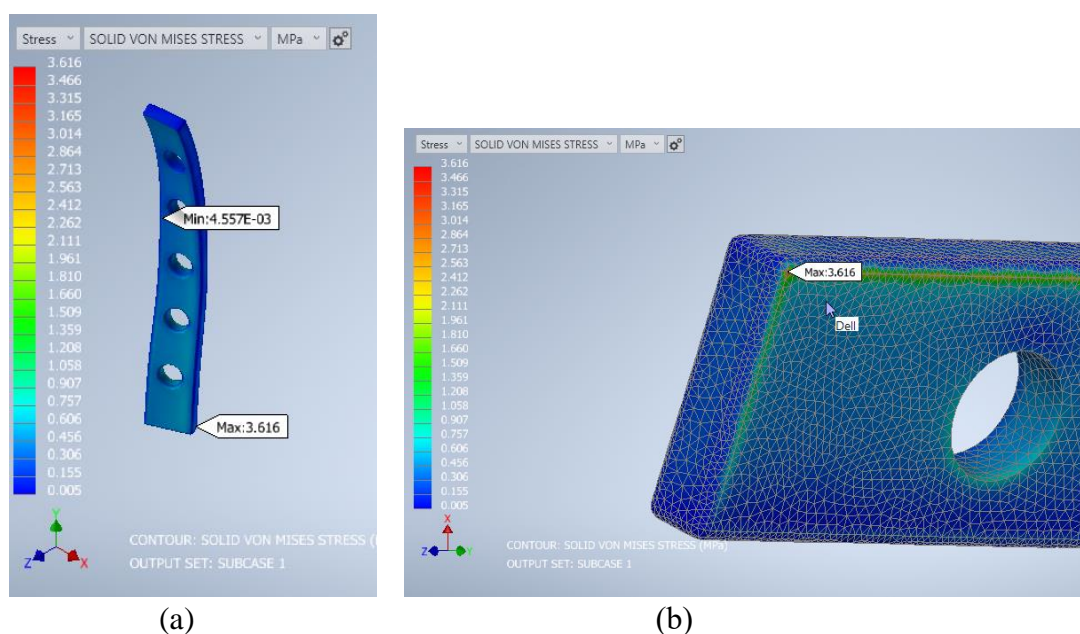 Stress SOLID VON MISES STRESS MPa
3.616
3.466
3.315
3.165
3.014
2.864
2.713
2.563
2.412
2.262
2.111
1.961
1.810
1.660
1.509
1.359
1.208
1.058
0.907
0.757
0.606
0.456
0.306
0.155
0.005
Min:4.557E-03
Max:3.616
Y
Z
X
CONTOUR: SOLID VON MISES STRESS (
OUTPUT SET: SUBCASE 1
(a)
Stress SOLID VON MISES STRESS MPa
3.616
3.466
3.315
3.165
3.014
2.864
2.713
2.563
2.412
2.262
2.111
1.961
1.810
1.660
1.509
1.359
1.208
1.058
0.907
0.757
0.606
0.456
0.306
0.155
0.005
Max:3.616
Dell
X
Z
Y
CONTOUR: SOLID VON MISES STRESS (MPa)
OUTPUT SET: SUBCASE 1
(b)